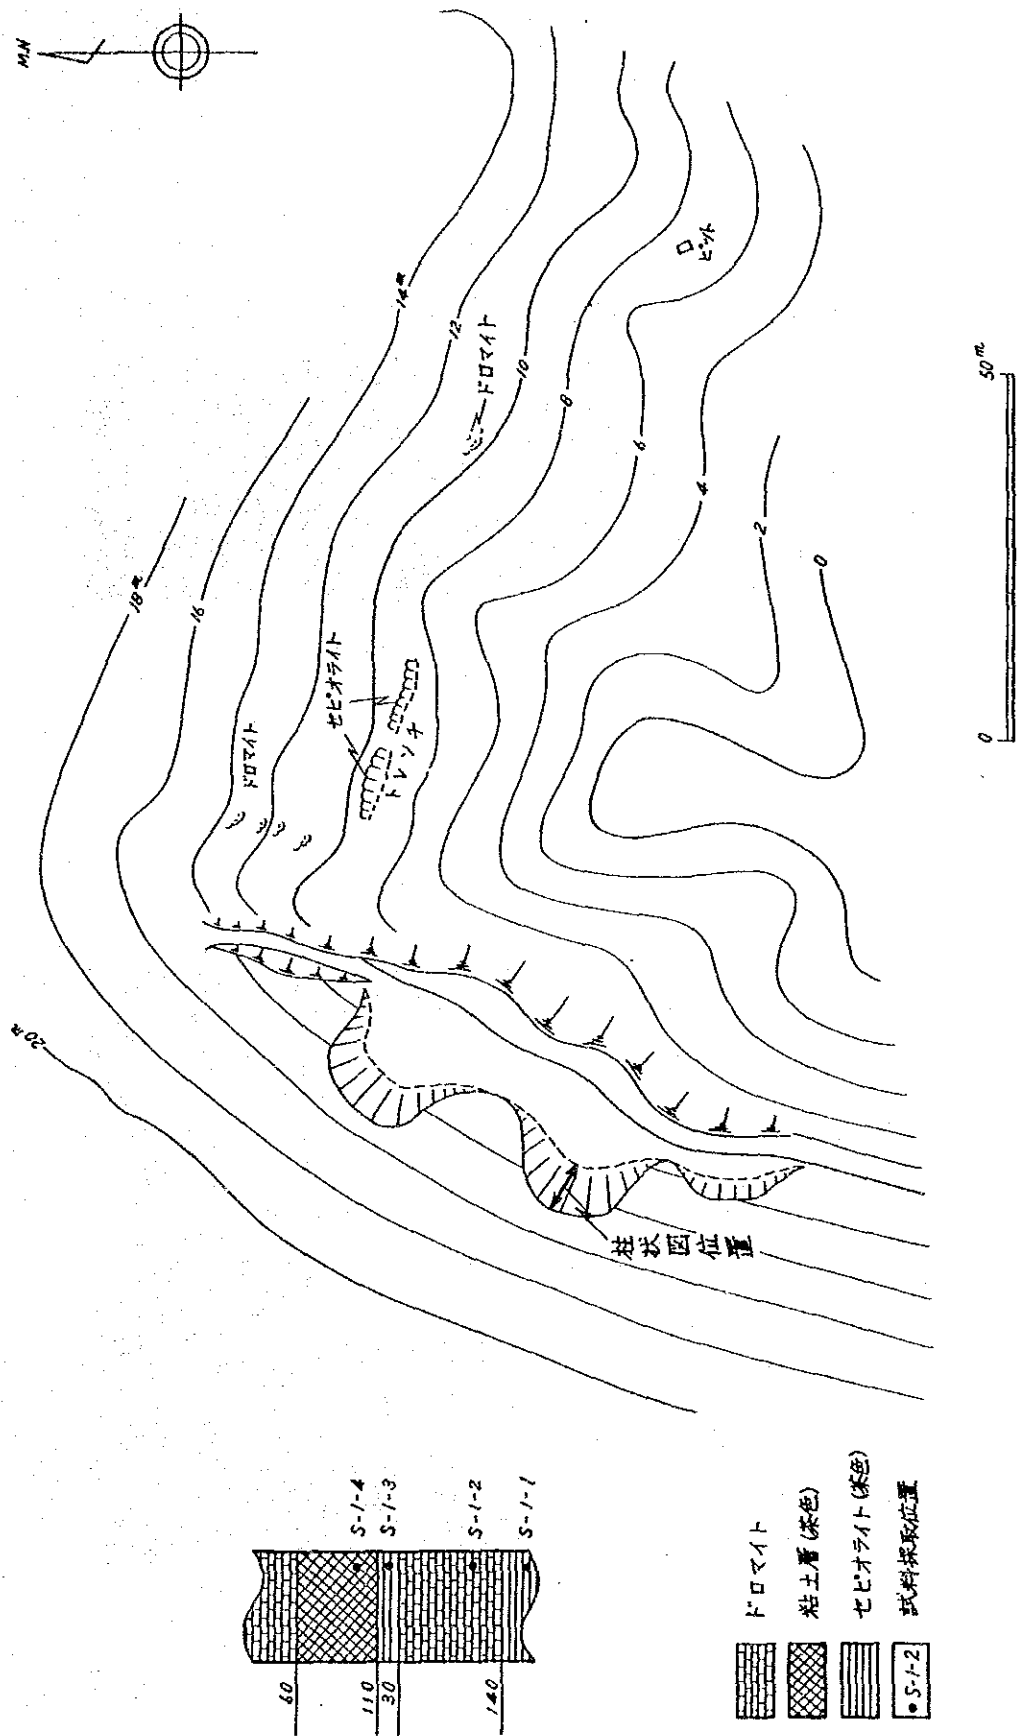 M.N
18m
16
14m
12
10
8
6
4
2
0
20m
ドロマイト
セピオライト
トレンチ
ドロマイト
ピット
柱状図位置
0
50m
60
110
30
140
S-1-4
S-1-3
S-1-2
S-1-1
ドロマイト
粘土層(茶色)
セピオライト(茶色)
S-1-2 試料採取位置